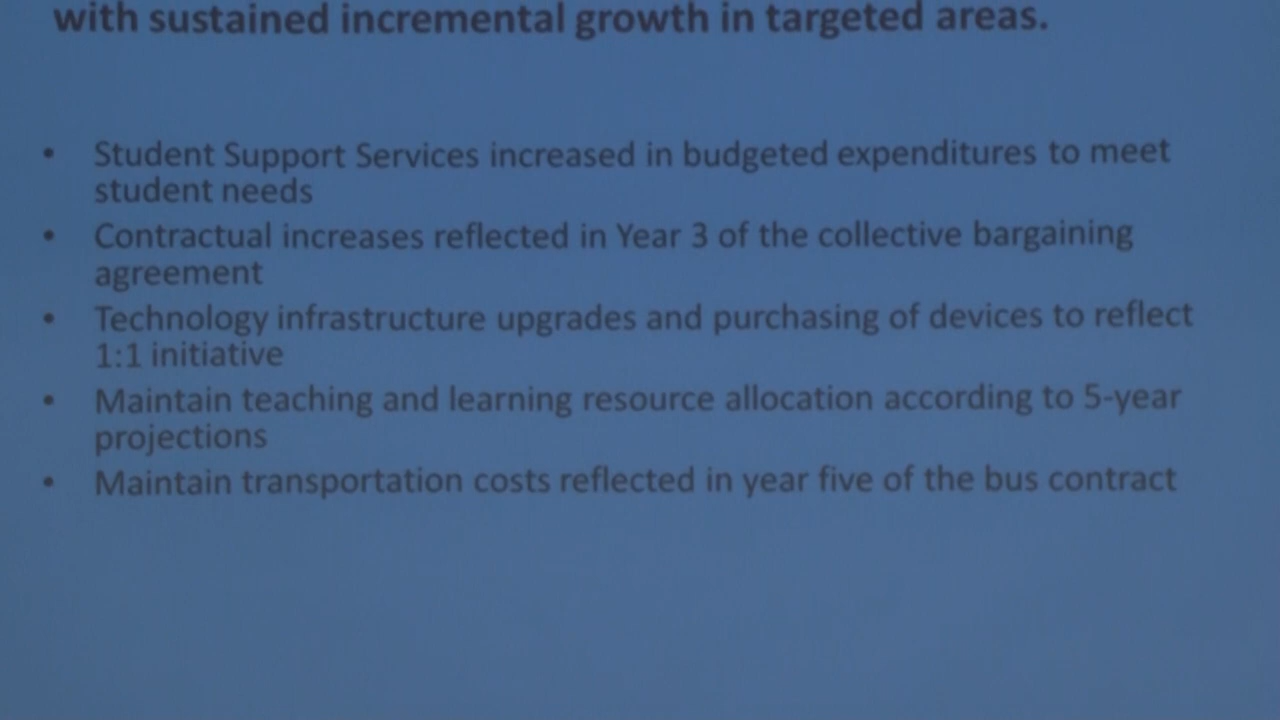 with sustained incremental growth in targeted areas.
• Student Support Services increased in budgeted expenditures to meet
student needs
• Contractual increases reflected in Year 3 of the collective bargaining
agreement
• Technology infrastructure upgrades and purchasing of devices to reflect
1:1 initiative
• Maintain teaching and learning resource allocation according to 5-year
projections
• Maintain transportation costs reflected in year five of the bus contract